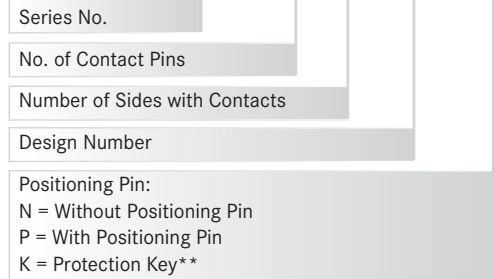 Series No.
No. of Contact Pins
Number of Sides with Contacts
Design Number
Positioning Pin:
N = Without Positioning Pin
P = With Positioning Pin
K = Protection Key**